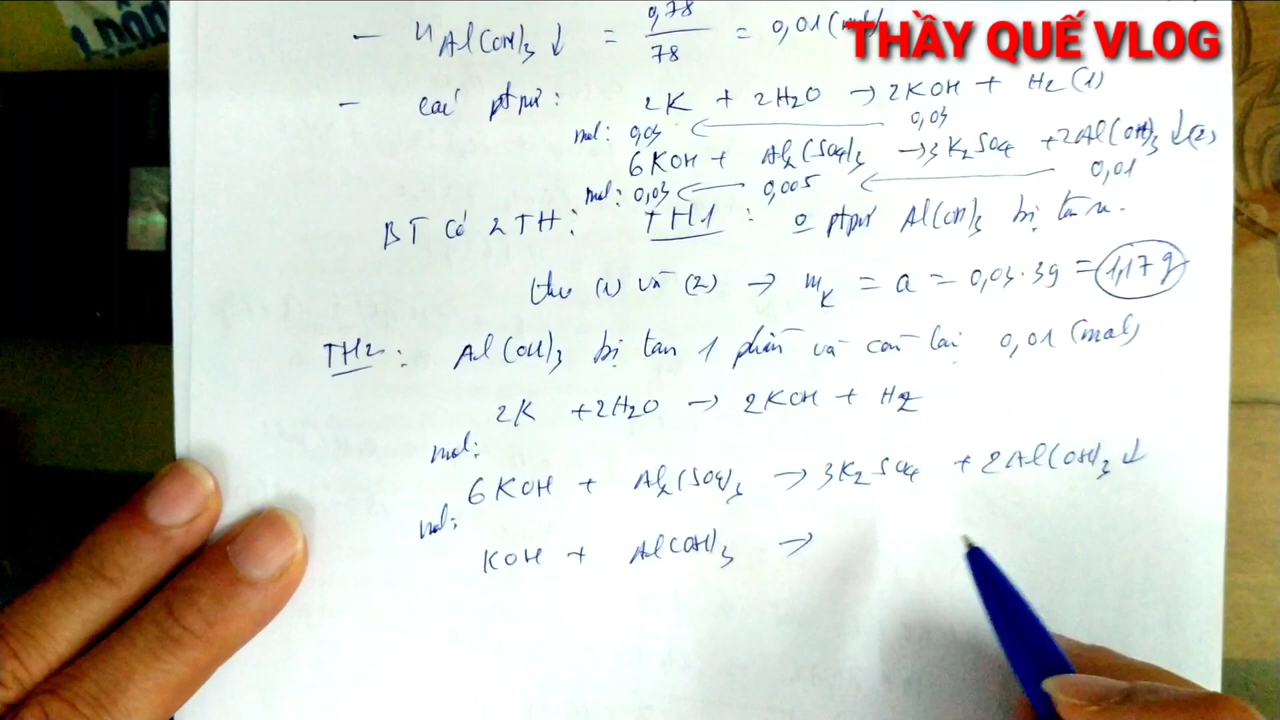 1.NÔN
THẦY QUẾ VLOG
- nAl(OH)3 ↓ = 0,78 / 78 = 0,01 (mol)
- các ptpư: 2K + 2H2O → 2KOH + H2 (1)
mol: 0,03 ← 0,03
6KOH + Al2(SO4)3 → 3K2SO4 + 2Al(OH)3 ↓ (2)
mol: 0,03 ← 0,005 ← 0,01
BT có 2TH: TH1: o ptpư Al(OH)3 bị tan.
theo (1) và (2) → mK = a = 0,03.39 = 1,17g
TH2: Al(OH)3 bị tan 1 phần và còn lại 0,01 (mol)
2K + 2H2O → 2KOH + H2
mol:
6KOH + Al2(SO4)3 → 3K2SO4 + 2Al(OH)3 ↓
mol:
KOH + Al(OH)3 →